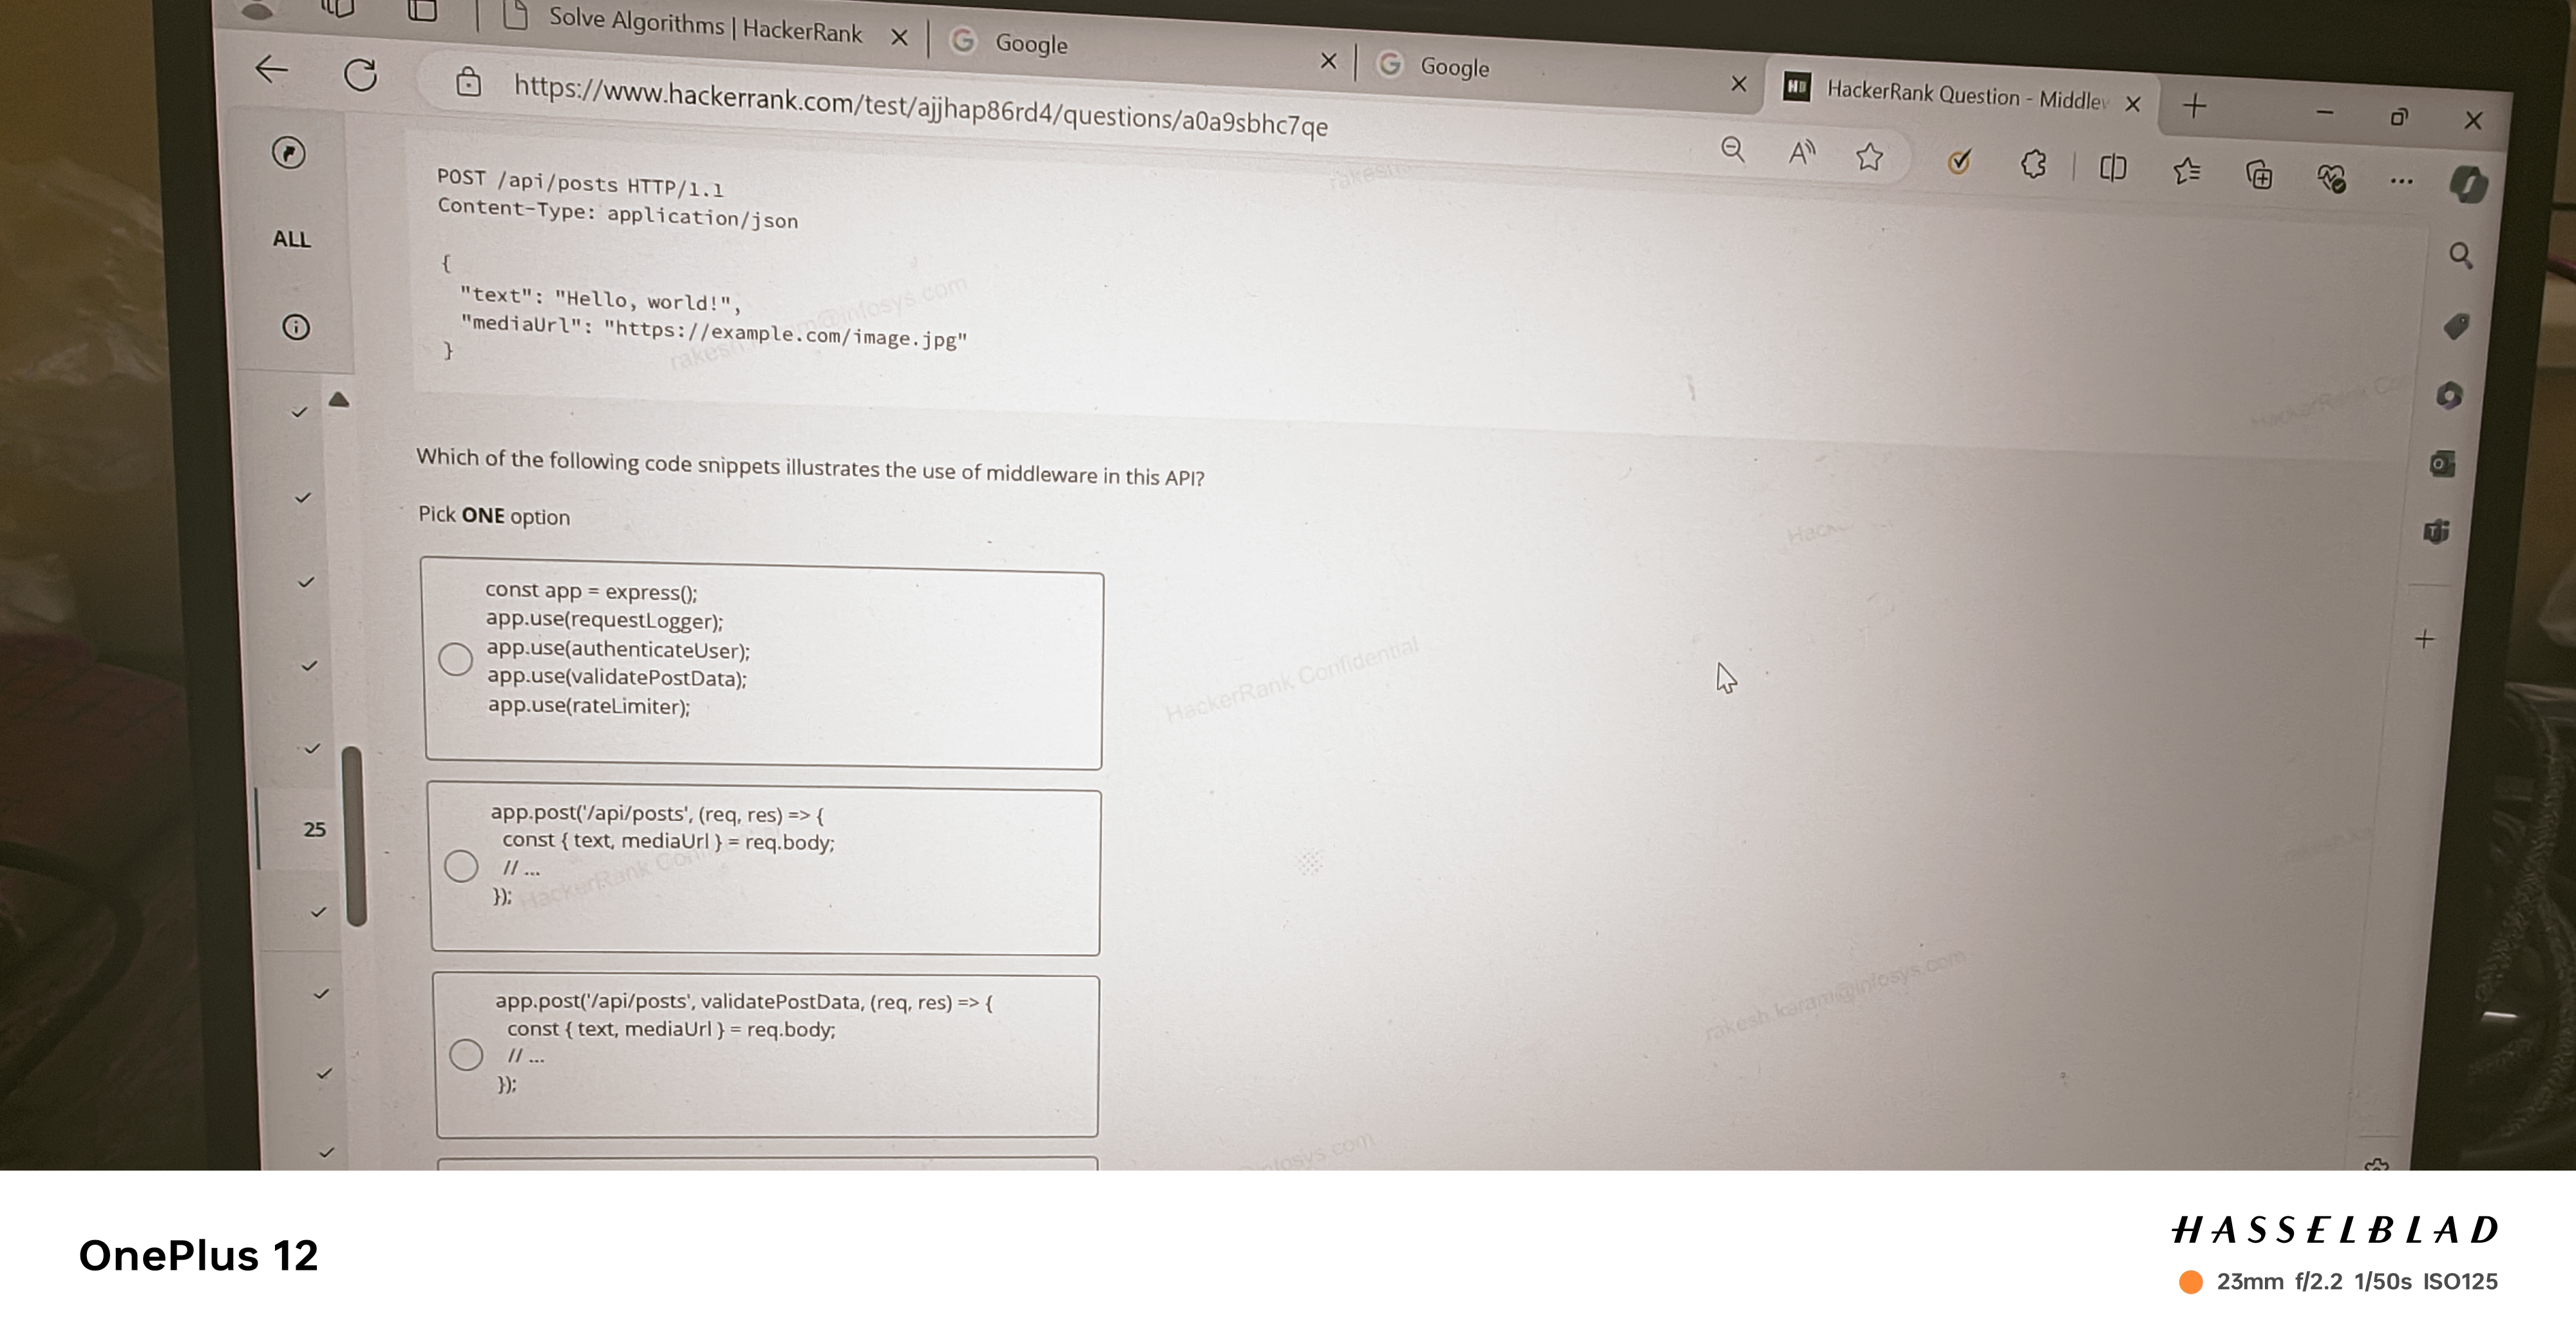 Solve Algorithms | HackerRank
Google
Google
HackerRank Question - Middlev
https://www.hackerrank.com/test/ajjhap86rd4/questions/a0a9sbhc7qe
ALL
POST /api/posts HTTP/1.1
Content-Type: application/json
{
"text": "Hello, world!",
"mediaUrl": "https://example.com/image.jpg"
}
Which of the following code snippets illustrates the use of middleware in this API?
Pick ONE option
const app = express();
app.use(requestLogger);
app.use(authenticateUser);
app.use(validatePostData);
app.use(rateLimiter);
25
app.post('/api/posts', (req, res) => {
const { text, mediaUrl } = req.body;
// ...
});
app.post('/api/posts', validatePostData, (req, res) => {
const { text, mediaUrl } = req.body;
// ...
});
HackerRank Confidential
rakesh karam@infosys.com
OnePlus 12
HASSELBLAD
23mm f/2.2 1/50s ISO125